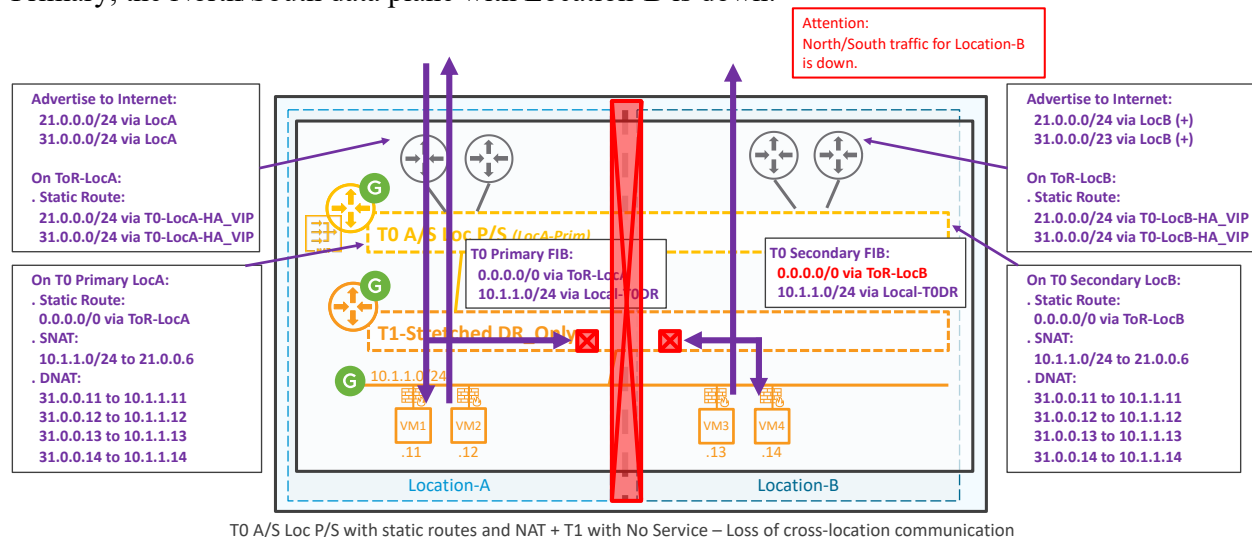 Primary, the North/South data plane with Location-B is down.
Attention:
North/South traffic for Location-B
is down.
Advertise to Internet:
21.0.0.0/24 via LocA
31.0.0.0/24 via LocA
On ToR-LocA:
. Static Route:
21.0.0.0/24 via T0-LocA-HA_VIP
31.0.0.0/24 via T0-LocA-HA_VIP
On T0 Primary LocA:
. Static Route:
0.0.0.0/0 via ToR-LocA
. SNAT:
10.1.1.0/24 to 21.0.0.6
. DNAT:
31.0.0.11 to 10.1.1.11
31.0.0.12 to 10.1.1.12
31.0.0.13 to 10.1.1.13
31.0.0.14 to 10.1.1.14
G
T0 A/S Loc P/S (LocA-Prim)
T0 Primary FIB:
0.0.0.0/0 via ToR-LocA
10.1.1.0/24 via Local-T0DR
T0 Secondary FIB:
0.0.0.0/0 via ToR-LocB
10.1.1.0/24 via Local-T0DR
G
T1-Stretched DR_Only
G
10.1.1.0/24
VM1
VM2
VM3
VM4
.11
.12
.13
.14
Location-A
Location-B
Advertise to Internet:
21.0.0.0/24 via LocB (+)
31.0.0.0/23 via LocB (+)
On ToR-LocB:
. Static Route:
21.0.0.0/24 via T0-LocB-HA_VIP
31.0.0.0/24 via T0-LocB-HA_VIP
On T0 Secondary LocB:
. Static Route:
0.0.0.0/0 via ToR-LocB
. SNAT:
10.1.1.0/24 to 21.0.0.6
. DNAT:
31.0.0.11 to 10.1.1.11
31.0.0.12 to 10.1.1.12
31.0.0.13 to 10.1.1.13
31.0.0.14 to 10.1.1.14
T0 A/S Loc P/S with static routes and NAT + T1 with No Service – Loss of cross-location communication